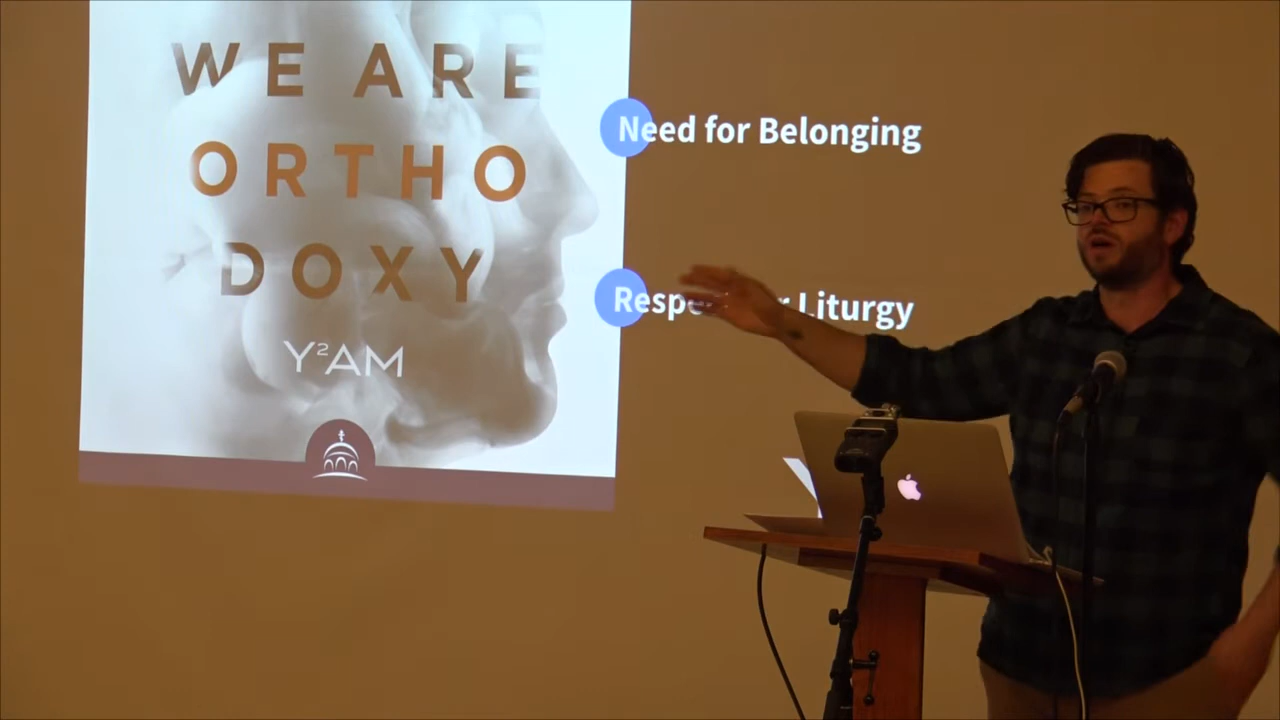 WE ARE
ORTHO
DOXY
Y²AM
Need for Belonging
Liturgy